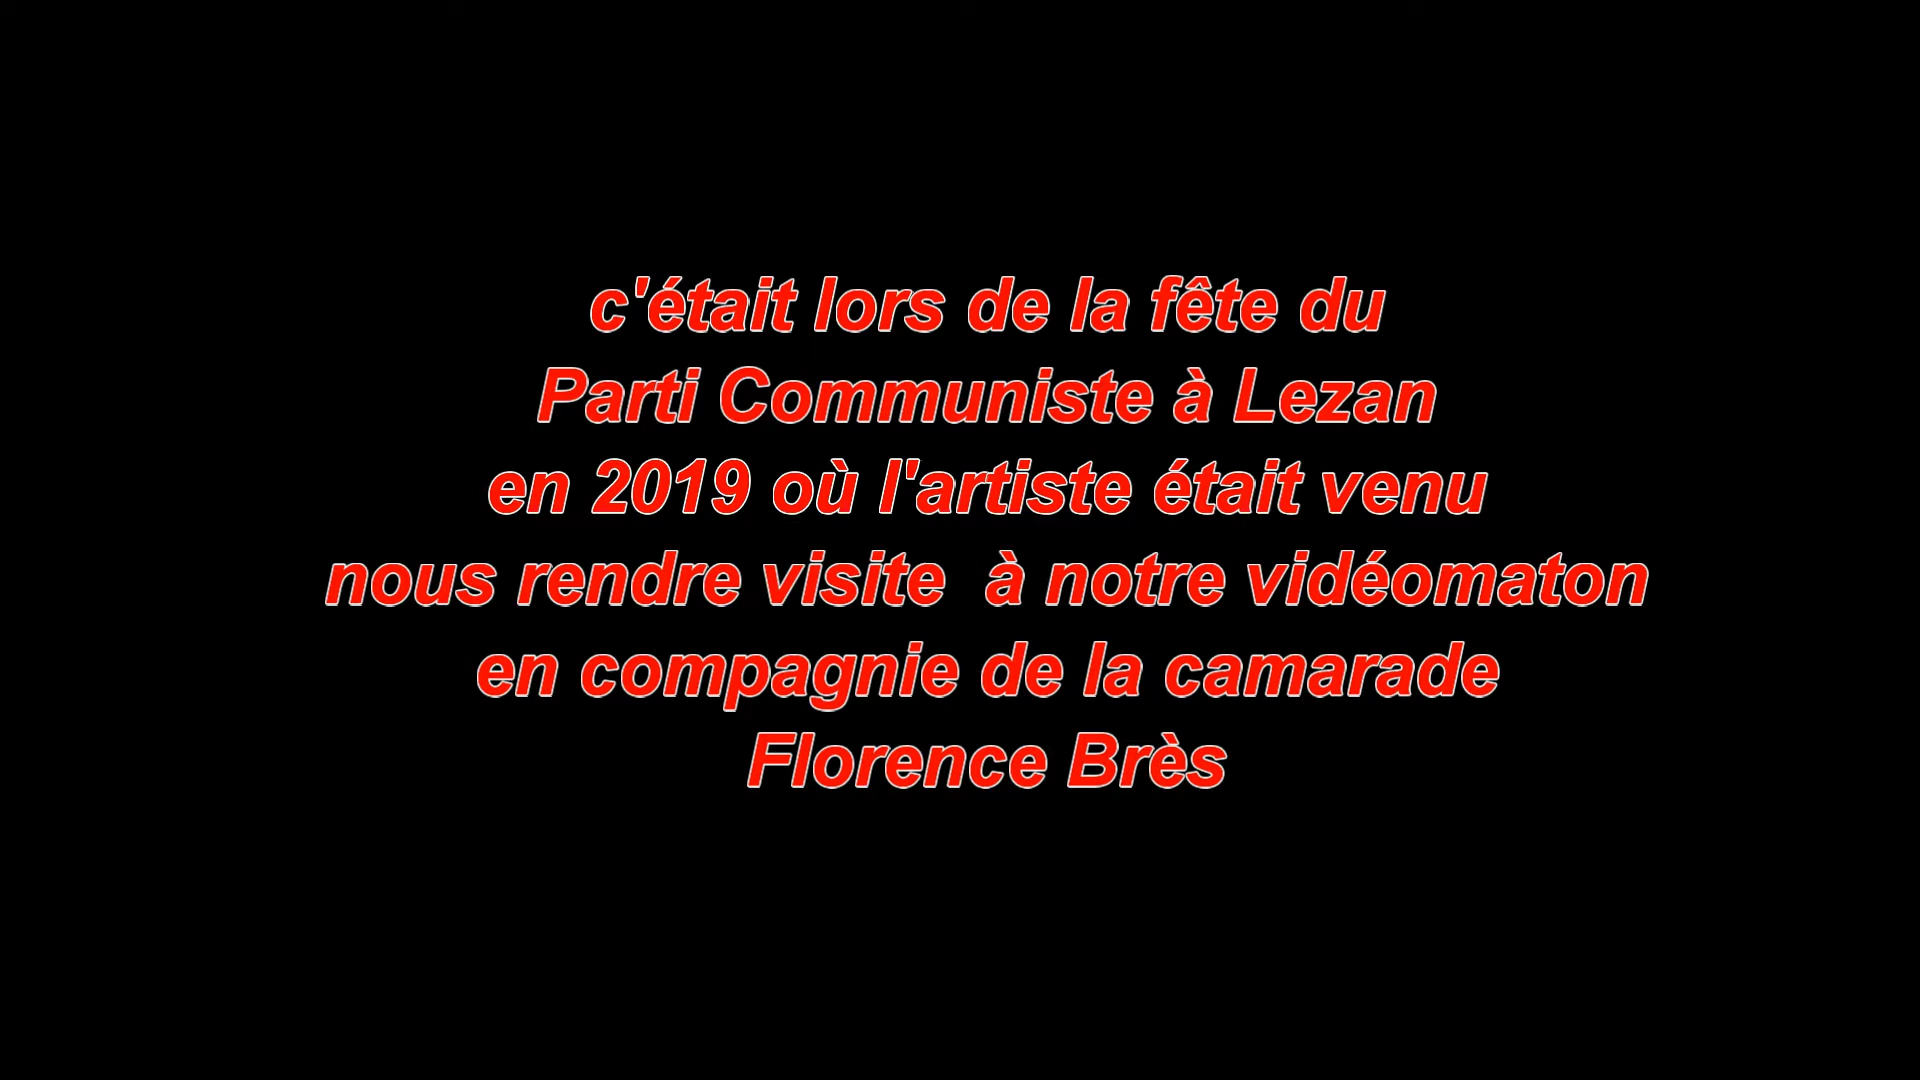 c'était lors de la fête du
Parti Communiste à Lezan
en 2019 où l'artiste était venu
nous rendre visite  à notre vidéomaton
en compagnie de la camarade
Florence Brès